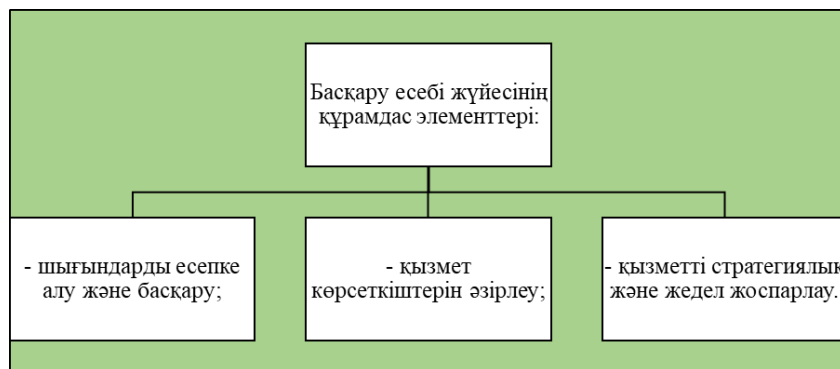 Басқару есебі жүйесінің
құрамдас элементтері:
- шығындарды есепке
алу және басқару;
- қызмет
көрсеткіштерін әзірлеу;
- қызметті стратегиялық
және жедел жоспарлау.